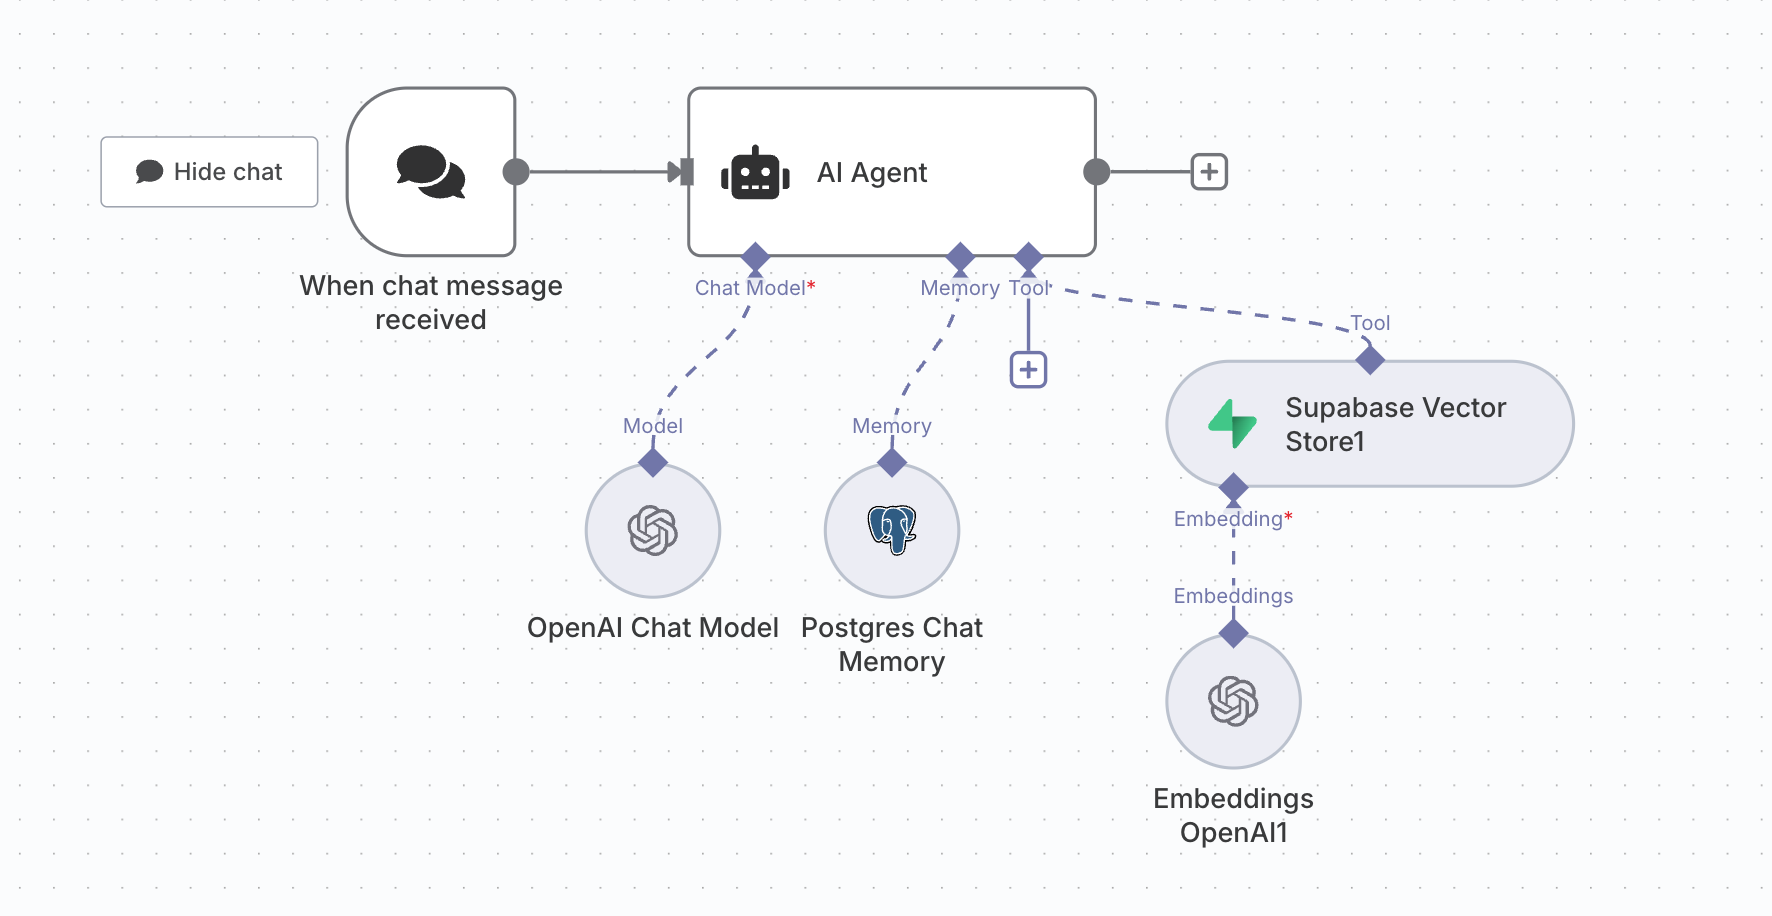 Hide chat
When chat message
received
AI Agent
Chat Model*
Memory
Tool
Tool
Model
Memory
Supabase Vector
Store1
Embedding*
Embeddings
OpenAI Chat Model
Postgres Chat
Memory
Embeddings
OpenAI1